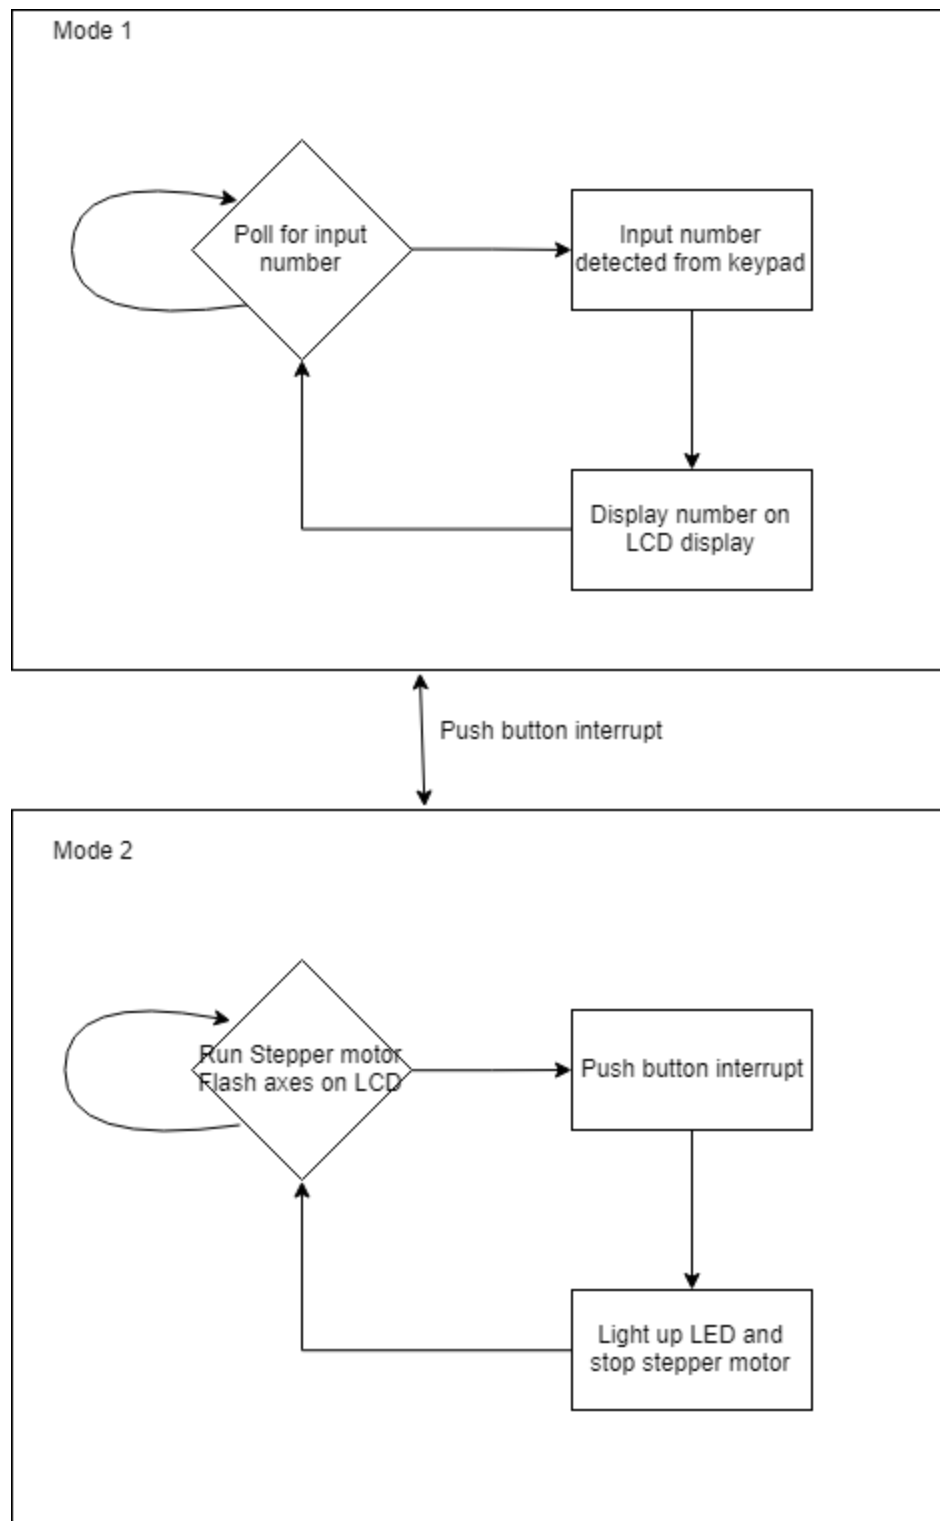 Mode 1
Poll for input
number
Input number
detected from keypad
Display number on
LCD display
Push button interrupt
Mode 2
Run Stepper motor
Flash axes on LCD
Push button interrupt
Light up LED and
stop stepper motor